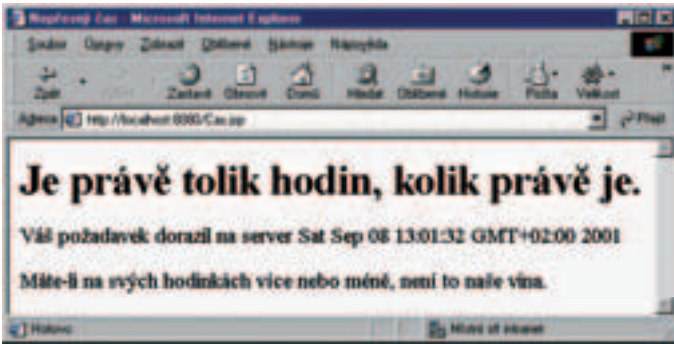 Nepřesný čas - Microsoft Internet Explorer
Soubor Úpravy Zobrazit Oblíbené Nástroje Nápověda
Zpět Zastavit Obnovit Domů Hledat Oblíbené Historie Pošta Velikost
Adresa http://localhost:8080/Cas.jsp Přejít
Je právě tolik hodin, kolik právě je.
Váš požadavek dorazil na server Sat Sep 08 13:01:32 GMT+02:00 2001
Máte-li na svých hodinkách více nebo méně, není to naše vina.
Hotovo Místní síť intranet